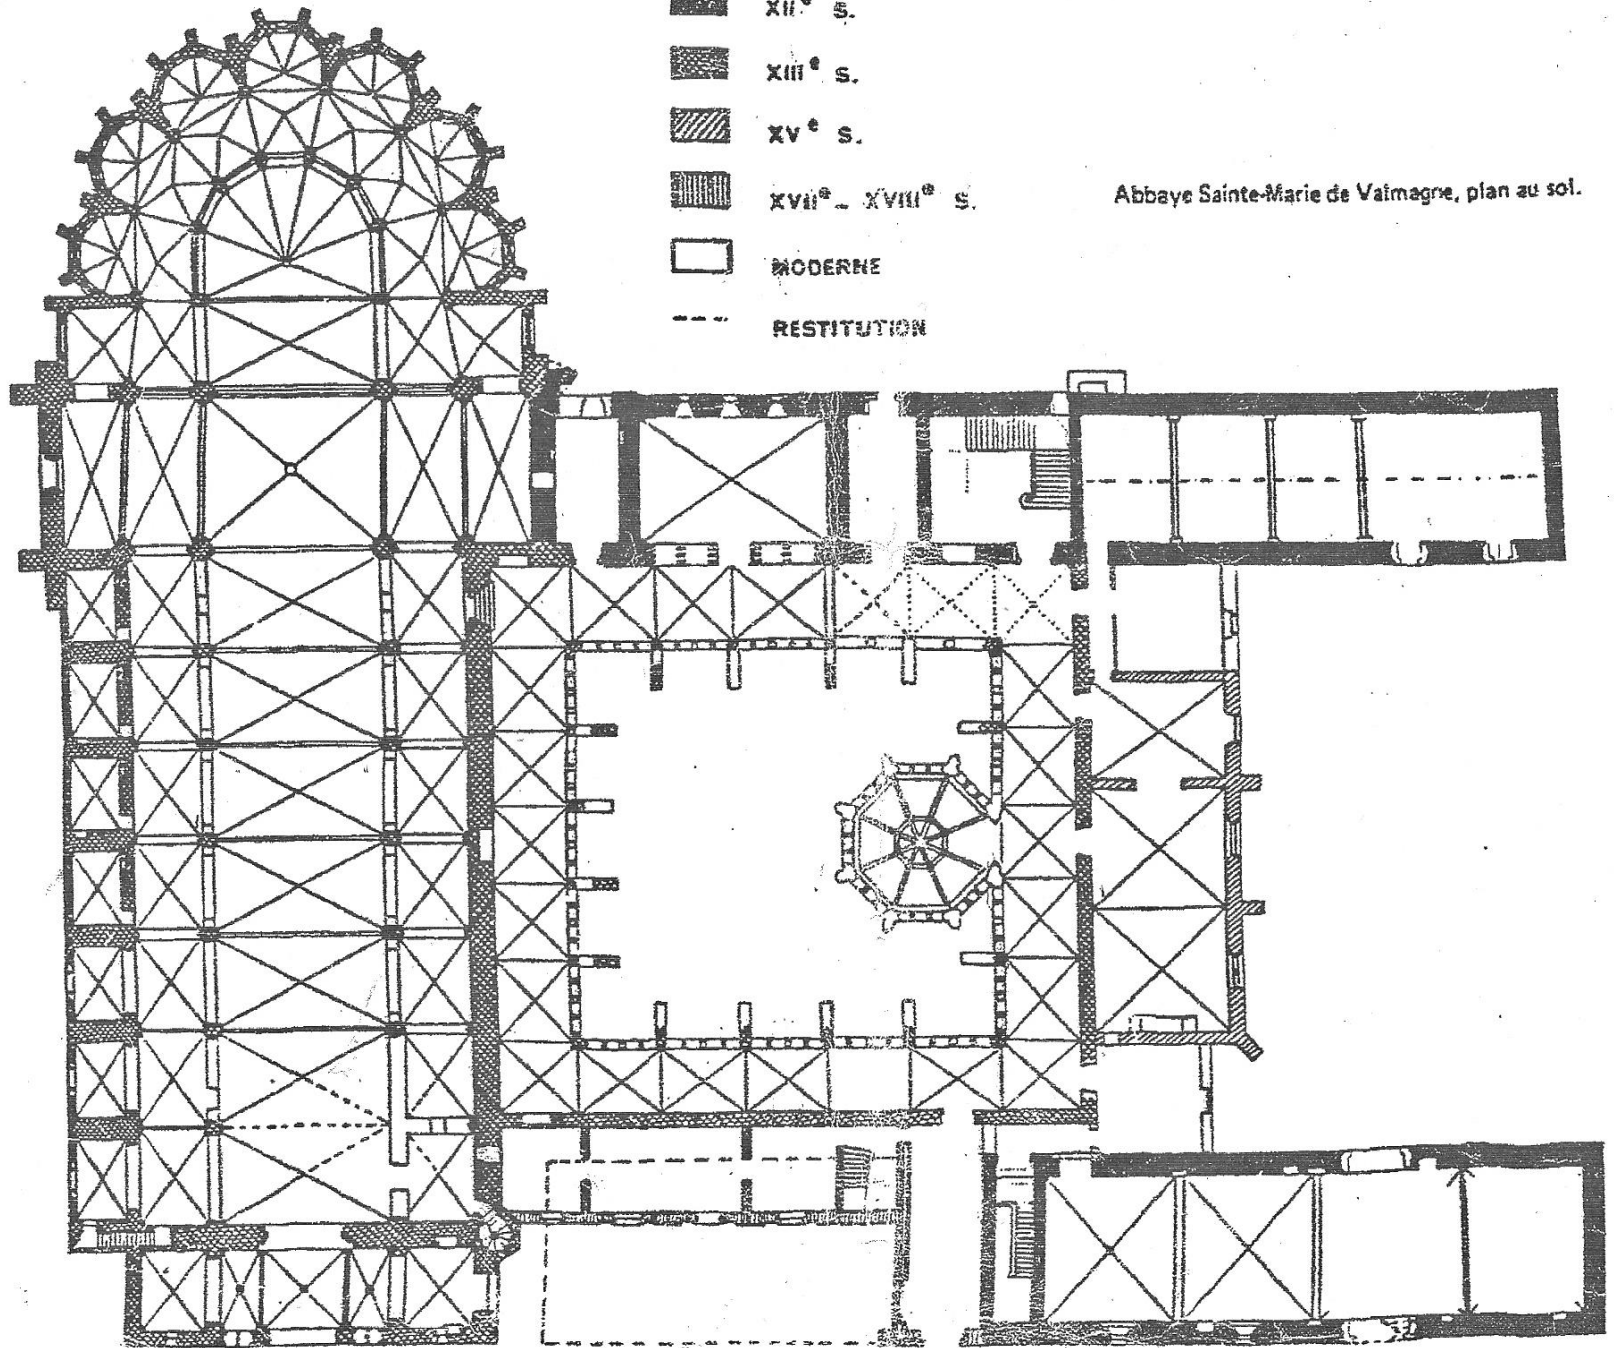 XIIᵉ S.
XIIIᵉ S.
XVᵉ S.
XVIIᵉ - XVIIIᵉ S.
Abbaye Sainte-Marie de Valmagne, plan au sol.
MODERNE
RESTITUTION